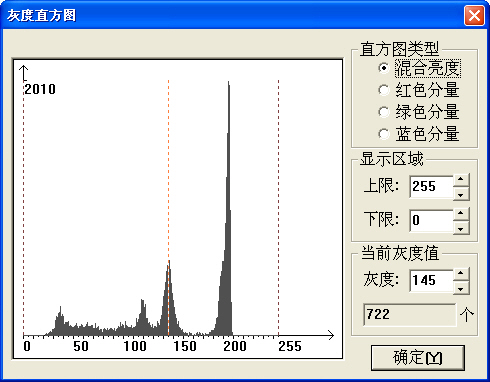 灰度直方图
2010
0 50 100 150 200 255
直方图类型
混合亮度
红色分量
绿色分量
蓝色分量
显示区域
上限: 255
下限: 0
当前灰度值
灰度: 145
722 个
确定(Y)